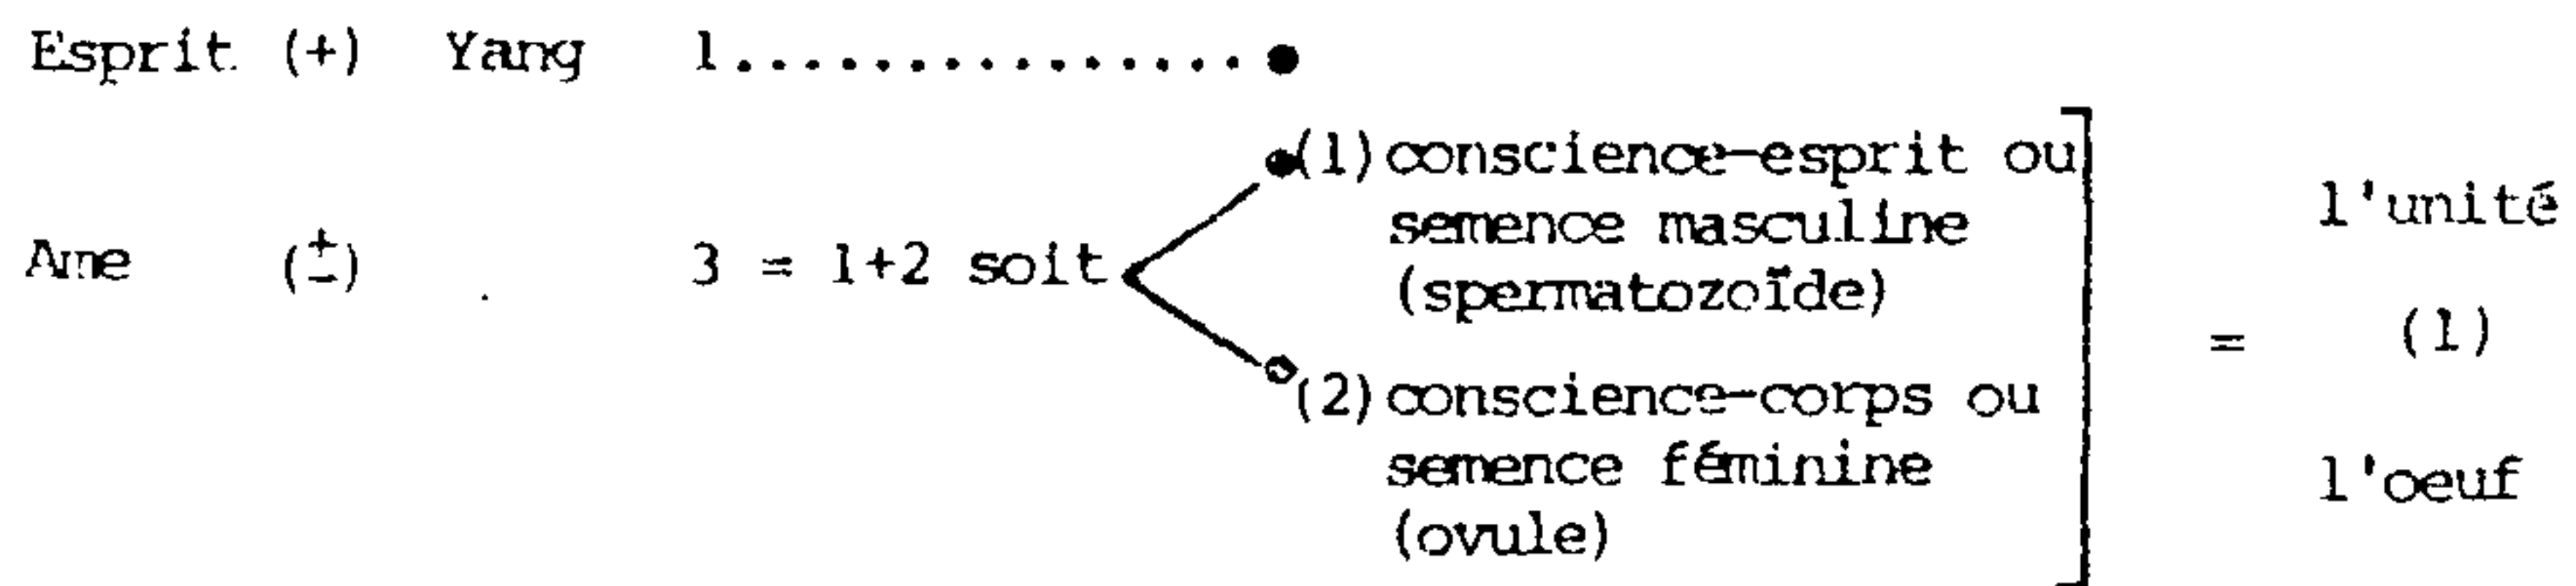 Esprit (+) Yang 1...............●
●(1) conscience-esprit ou
semence masculine
(spermatozoïde)
Ame (±) 3 = 1+2 soit
(2) conscience-corps ou
semence féminine
(ovule)
= l'unité
(1)
l'oeuf